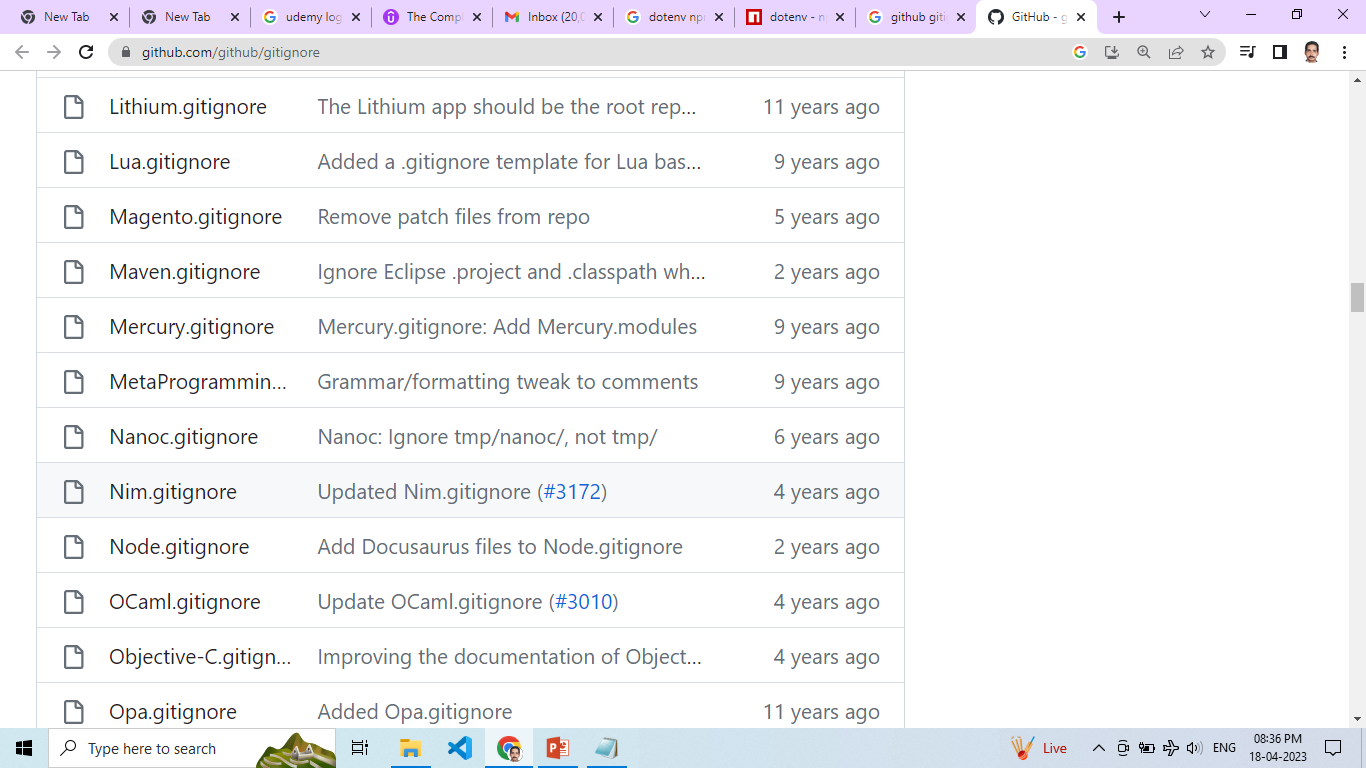 New Tab
New Tab
udemy log
The Compl
Inbox (20,0
dotenv npr
dotenv - n
github giti
GitHub - g
github.com/github/gitignore
Lithium.gitignore The Lithium app should be the root rep... 11 years ago
Lua.gitignore Added a .gitignore template for Lua bas... 9 years ago
Magento.gitignore Remove patch files from repo 5 years ago
Maven.gitignore Ignore Eclipse .project and .classpath wh... 2 years ago
Mercury.gitignore Mercury.gitignore: Add Mercury.modules 9 years ago
MetaProgrammin... Grammar/formatting tweak to comments 9 years ago
Nanoc.gitignore Nanoc: Ignore tmp/nanoc/, not tmp/ 6 years ago
Nim.gitignore Updated Nim.gitignore (#3172) 4 years ago
Node.gitignore Add Docusaurus files to Node.gitignore 2 years ago
OCaml.gitignore Update OCaml.gitignore (#3010) 4 years ago
Objective-C.gitign... Improving the documentation of Object... 4 years ago
Opa.gitignore Added Opa.gitignore 11 years ago
Type here to search
Live
ENG
08:36 PM
18-04-2023